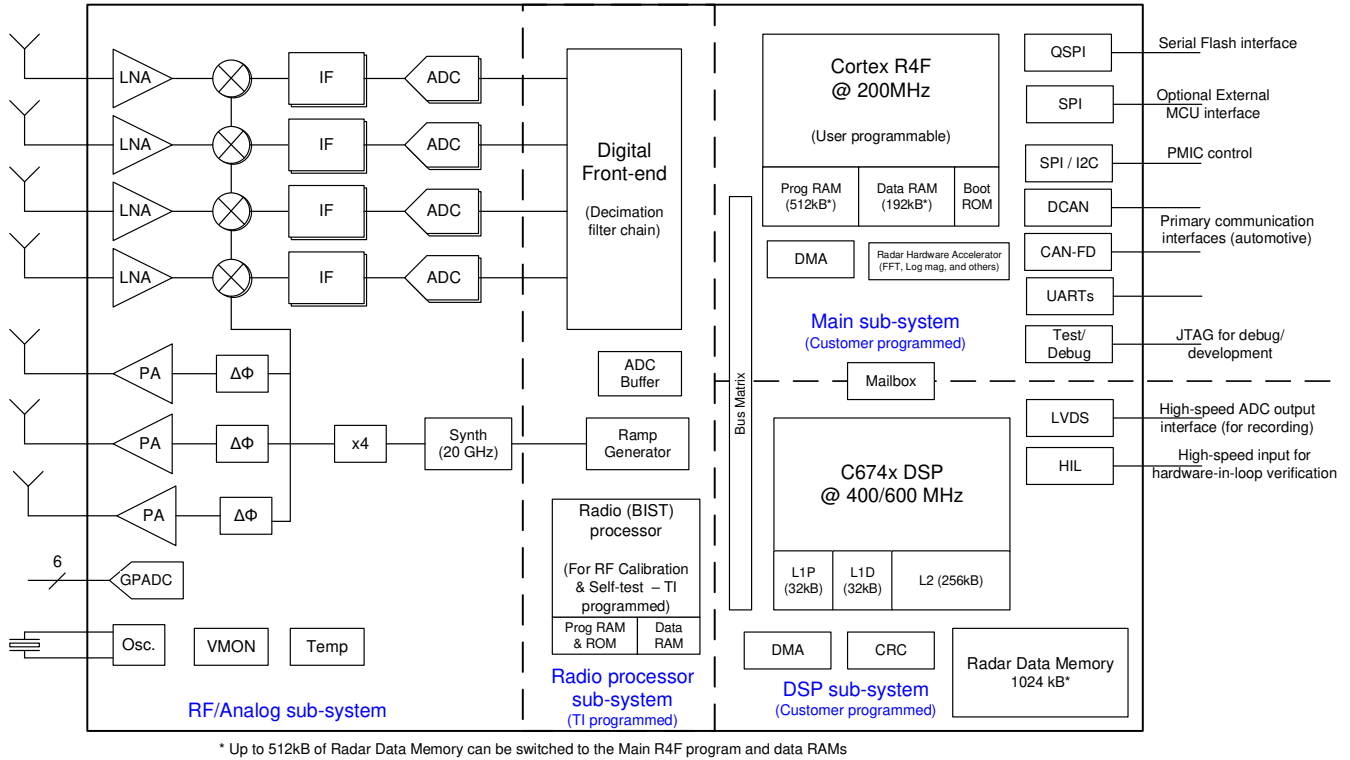 LNA
IF
ADC
LNA
IF
ADC
LNA
IF
ADC
LNA
IF
ADC
Digital
Front-end
(Decimation
filter chain)
PA
ΔΦ
PA
ΔΦ
PA
ΔΦ
x4
Synth
(20 GHz)
ADC
Buffer
Ramp
Generator
6
GPADC
Osc.
VMON
Temp
RF/Analog sub-system
Radio (BIST)
processor
(For RF Calibration
& Self-test – TI
programmed)
Prog RAM
& ROM
Data
RAM
Radio processor
sub-system
(TI programmed)
Bus Matrix
Cortex R4F
@ 200MHz
(User programmable)
Prog RAM
(512kB*)
Data RAM
(192kB*)
Boot
ROM
DMA
Radar Hardware Accelerator
(FFT, Log mag, and others)
Main sub-system
(Customer programmed)
Mailbox
C674x DSP
@ 400/600 MHz
L1P
(32kB)
L1D
(32kB)
L2 (256kB)
DMA
CRC
Radar Data Memory
1024 kB*
DSP sub-system
(Customer programmed)
QSPI
Serial Flash interface
SPI
Optional External
MCU interface
SPI / I2C
PMIC control
DCAN
Primary communication
interfaces (automotive)
CAN-FD
UARTs
Test/
Debug
JTAG for debug/
development
LVDS
High-speed ADC output
interface (for recording)
HIL
High-speed input for
hardware-in-loop verification
* Up to 512kB of Radar Data Memory can be switched to the Main R4F program and data RAMs